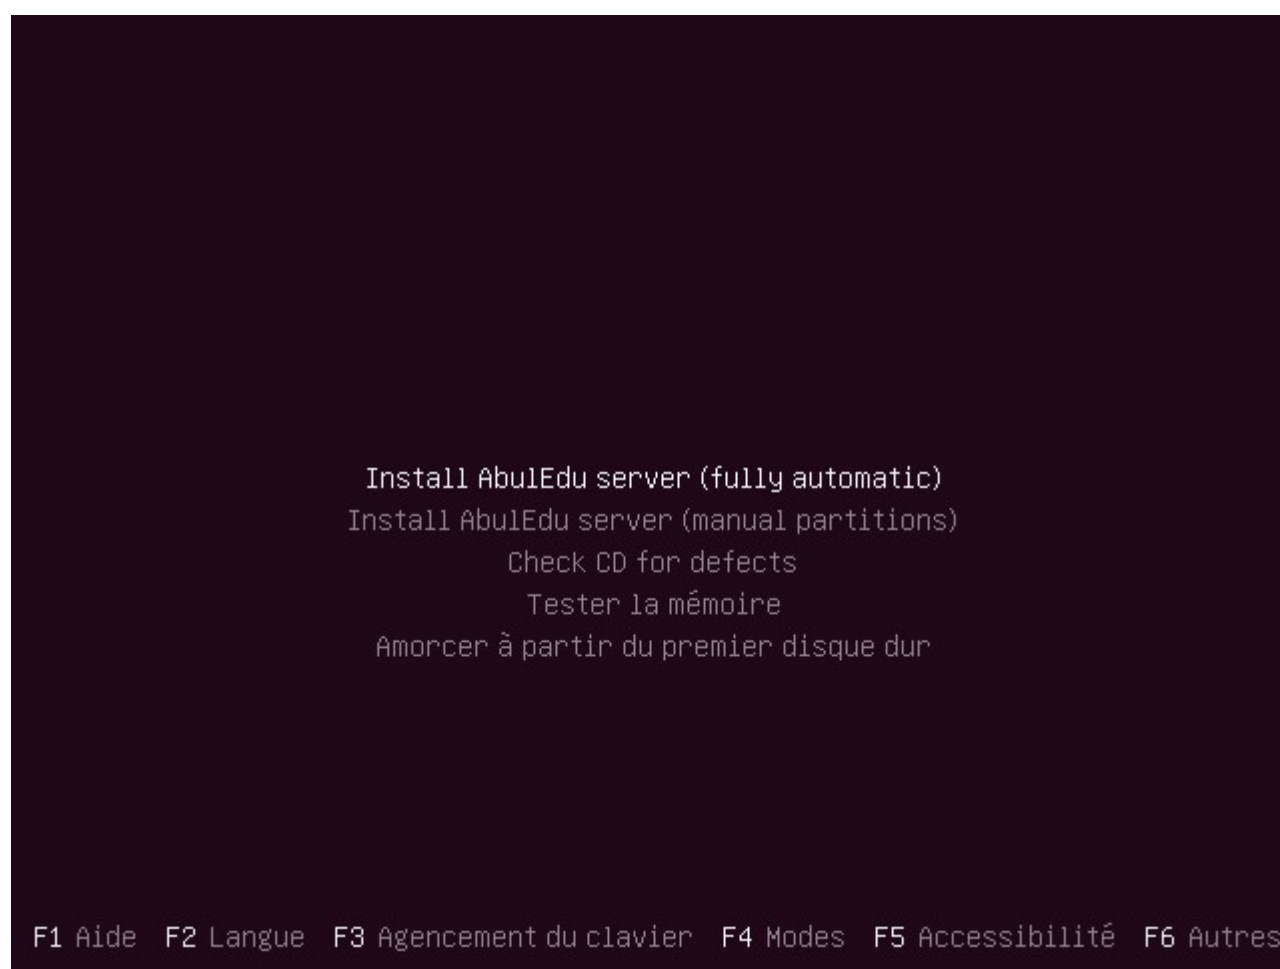 Install AbulEdu server (fully automatic)
Install AbulEdu server (manual partitions)
Check CD for defects
Tester la mémoire
Amorcer à partir du premier disque dur
F1 Aide F2 Langue F3 Agencement du clavier F4 Modes F5 Accessibilité F6 Autres